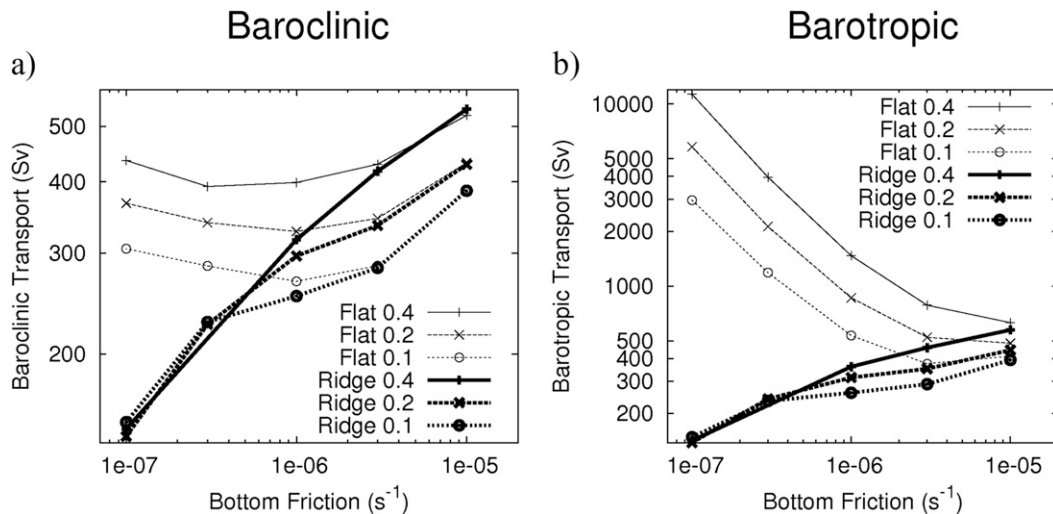 Baroclinic
a)
500
400
300
200
Baroclinic Transport (Sv)
Flat 0.4
Flat 0.2
Flat 0.1
Ridge 0.4
Ridge 0.2
Ridge 0.1
1e-07
1e-06
1e-05
Bottom Friction (s⁻¹)
Barotropic
b)
10000
5000
4000
3000
2000
1000
500
400
300
200
Barotropic Transport (Sv)
Flat 0.4
Flat 0.2
Flat 0.1
Ridge 0.4
Ridge 0.2
Ridge 0.1
1e-07
1e-06
1e-05
Bottom Friction (s⁻¹)